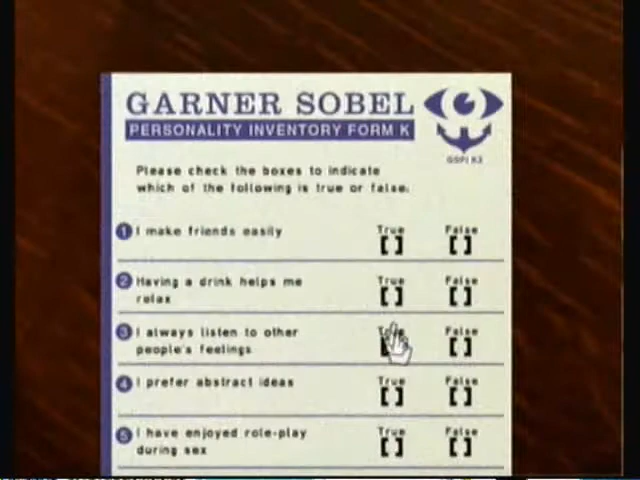 GARNER SOBEL
PERSONALITY INVENTORY FORM K
GSPI K3
Please check the boxes to indicate
which of the following is true or false.
1 I make friends easily True [ ] False [ ]
2 Having a drink helps me True [ ] False [ ]
relax
3 I always listen to other True [ ] False [ ]
people's feelings
4 I prefer abstract ideas True [ ] False [ ]
5 I have enjoyed role-play True [ ] False [ ]
during sex